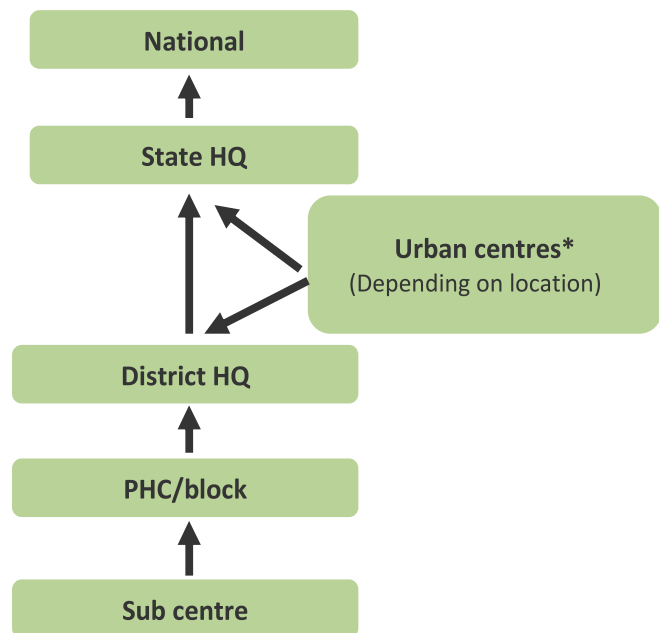 National
State HQ
Urban centres*
(Depending on location)
District HQ
PHC/block
Sub centre